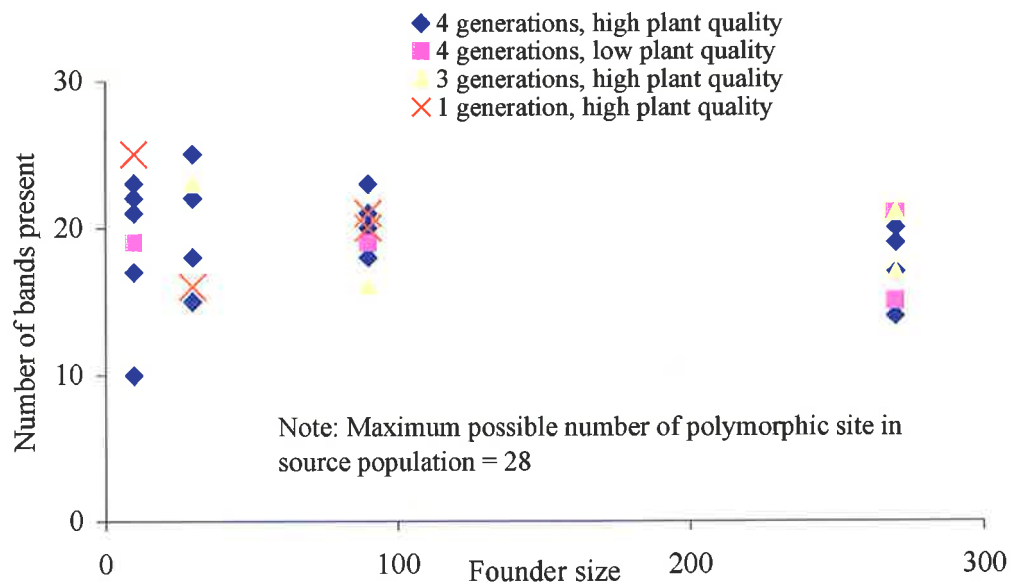 4 generations, high plant quality
4 generations, low plant quality
3 generations, high plant quality
1 generation, high plant quality
30
20
10
0
Number of bands present
Note: Maximum possible number of polymorphic site in
source population = 28
0
100
200
300
Founder size